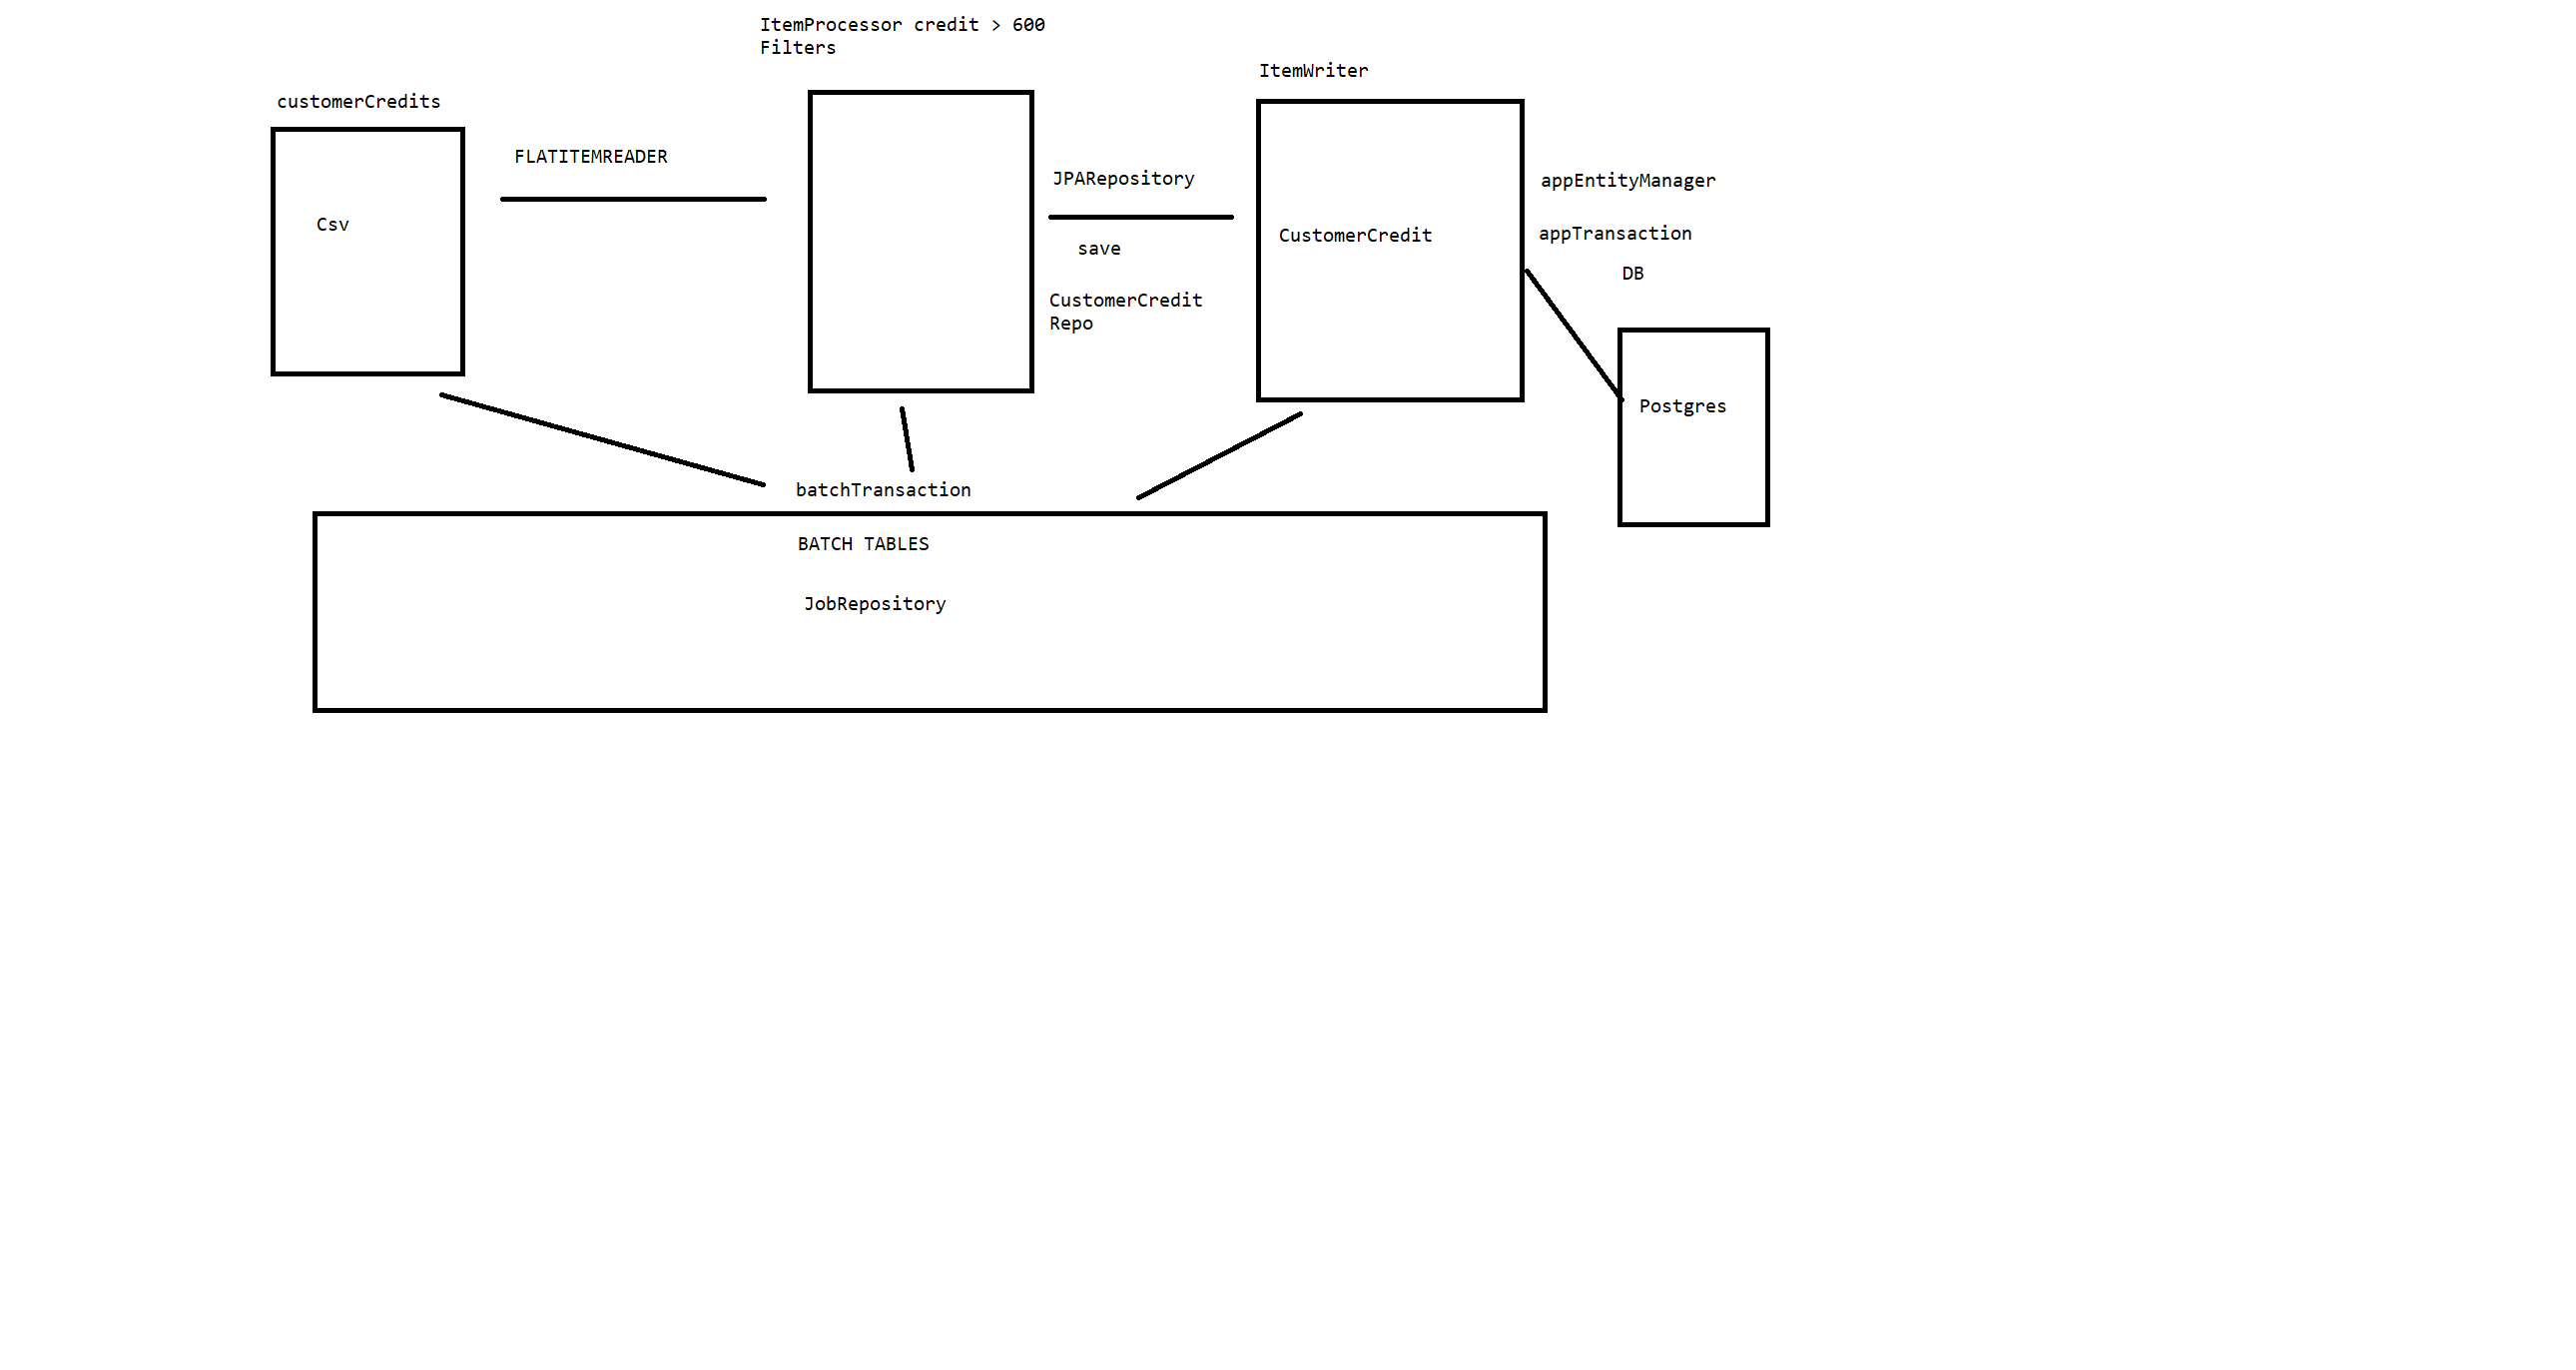 ItemProcessor credit > 600
Filters
ItemWriter
customerCredits
FLATITEMREADER
Csv
JPARepository
save
CustomerCredit
Repo
CustomerCredit
appEntityManager
appTransaction
DB
Postgres
batchTransaction
BATCH TABLES
JobRepository